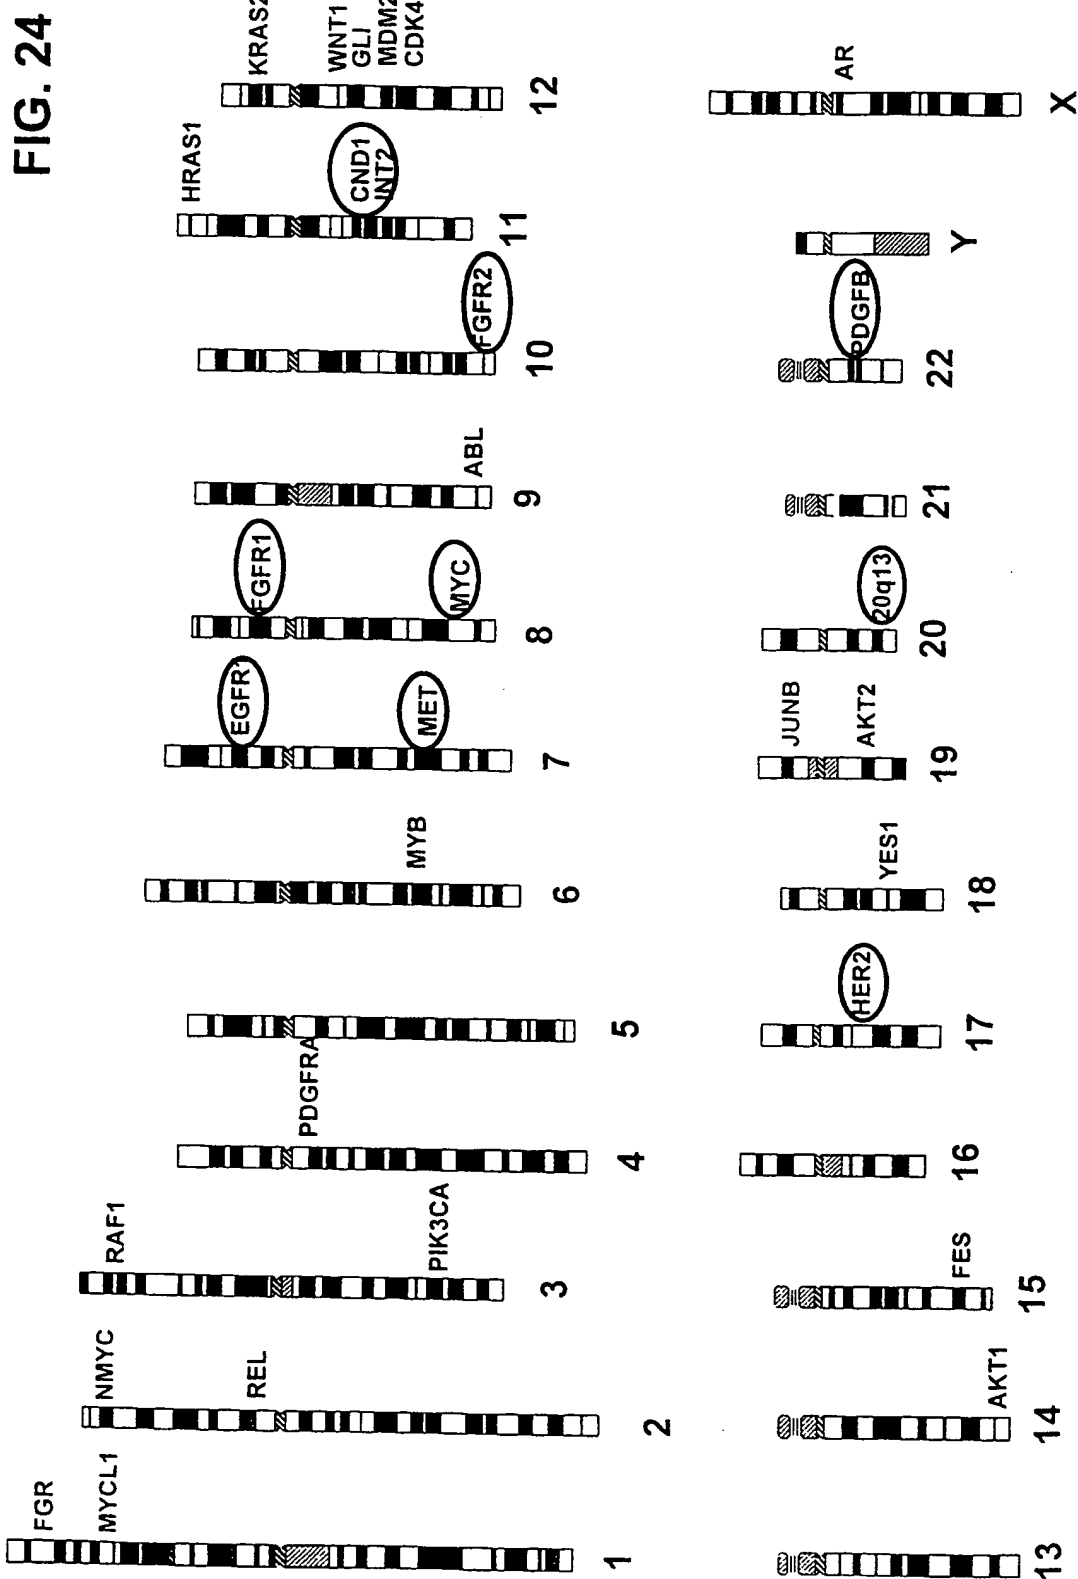 FIG. 24
FGR
MYCL1
1
NMYC
REL
2
RAF1
PIK3CA
3
PDGFRA
4
5
MYB
6
EGFR1
MET
7
FGFR1
MYC
8
ABL
9
FGFR2
10
HRAS1
CND1
INT2
11
KRAS2
WNT1
GLI
MDM2
CDK4
12
13
AKT1
14
FES
15
16
HER2
17
YES1
18
JUNB
AKT2
19
20q13
20
21
PDGFB
22
Y
AR
X